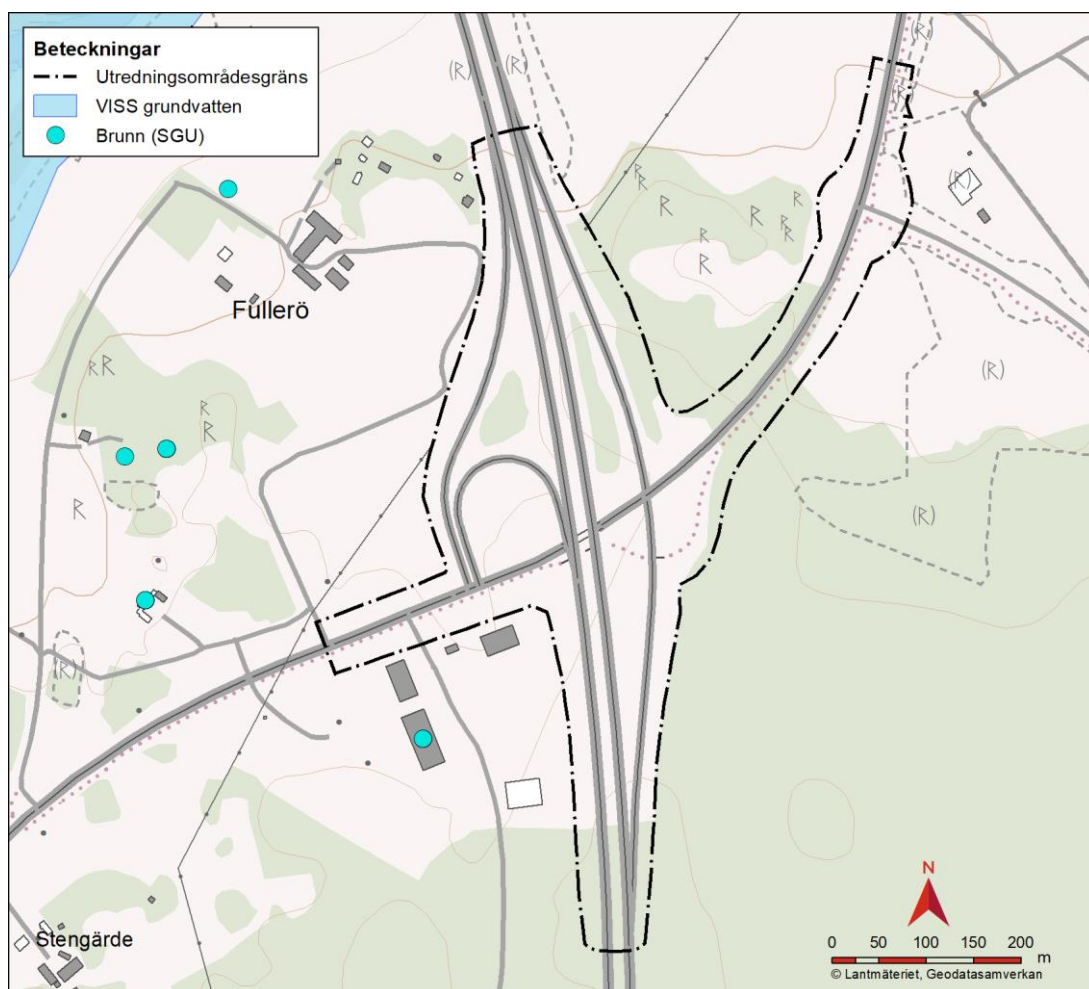 Beteckningar
Utredningsområdesgräns
VISS grundvatten
Brunn (SGU)
(R)
(R)
(R)
(R)
(R)
R
R
R
R
R
R
R
R
R
Fullerö
R
R
R
R
(R)
R
(R)
(R)
Stengärde
N
0 50 100 150 200
m
© Lantmäteriet, Geodatasamverkan